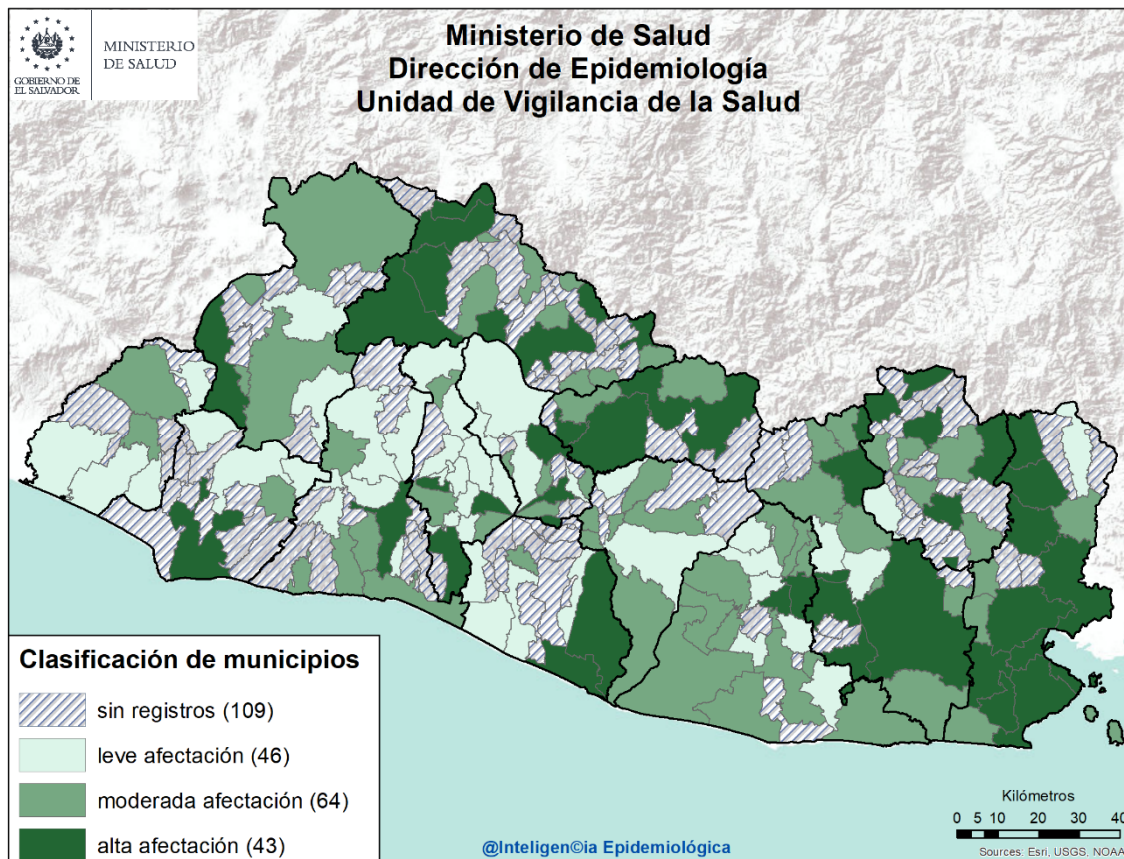 GOBIERNO DE
EL SALVADOR
MINISTERIO
DE SALUD
Ministerio de Salud
Dirección de Epidemiología
Unidad de Vigilancia de la Salud
Clasificación de municipios
sin registros (109)
leve afectación (46)
moderada afectación (64)
alta afectación (43)
@Inteligen©ia Epidemiológica
Kilómetros
0 5 10 20 30 40
Sources: Esri, USGS, NOAA